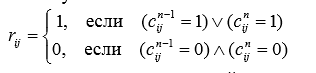 r_ij = { 1, если (c_ij^{n-1} = 1) ∨ (c_ij^n = 1)
0, если (c_ij^{n-1} = 0) ∧ (c_ij^n = 0)